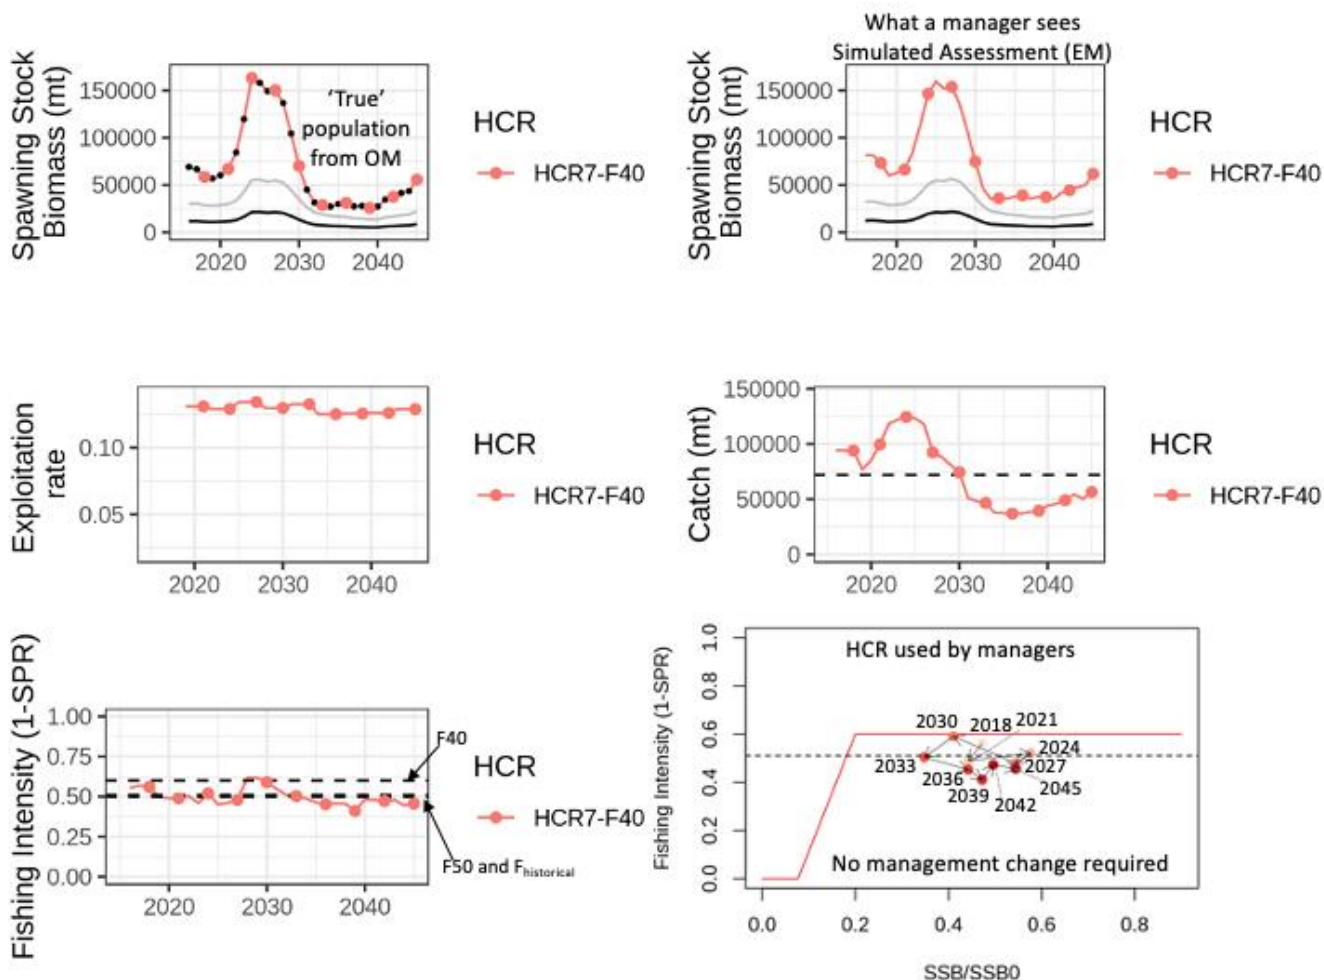 What a manager sees
Simulated Assessment (EM)
Spawning Stock
Biomass (mt)
150000
100000
50000
0
2020
2030
2040
'True'
population
from OM
HCR
HCR7-F40
Spawning Stock
Biomass (mt)
150000
100000
50000
0
2020
2030
2040
HCR
HCR7-F40
Exploitation
rate
0.10
0.05
2020
2030
2040
HCR
HCR7-F40
Catch (mt)
150000
100000
50000
0
2020
2030
2040
HCR
HCR7-F40
Fishing Intensity (1-SPR)
1.00
0.75
0.50
0.25
0.00
2020
2030
2040
F40
HCR
HCR7-F40
F50 and Fhistorical
Fishing Intensity (1-SPR)
1.0
0.8
0.6
0.4
0.2
0.0
HCR used by managers
2030
2018
2021
2024
2033
2027
2036
2045
2039
2042
No management change required
0.0
0.2
0.4
0.6
0.8
SSB/SSB0